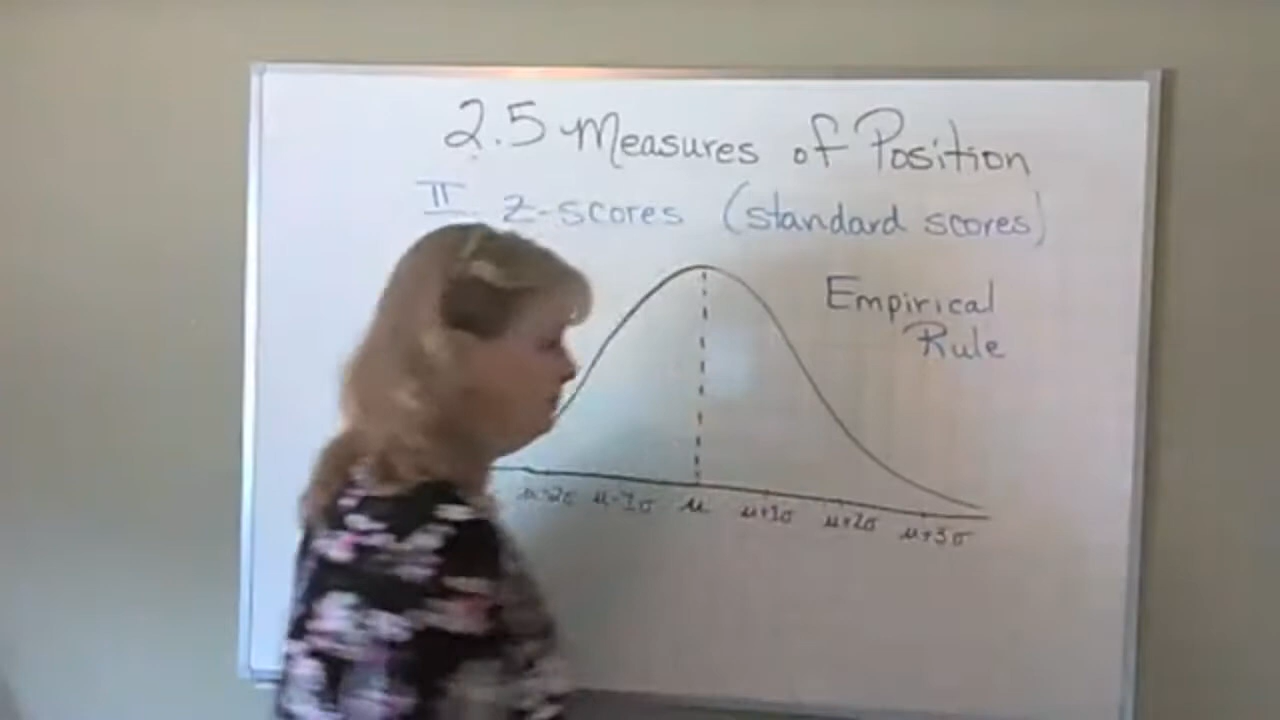 2.5 Measures of Position
II z-scores (standard scores)
Empirical
Rule
μ-2σ μ-1σ μ μ+1σ μ+2σ μ+3σ